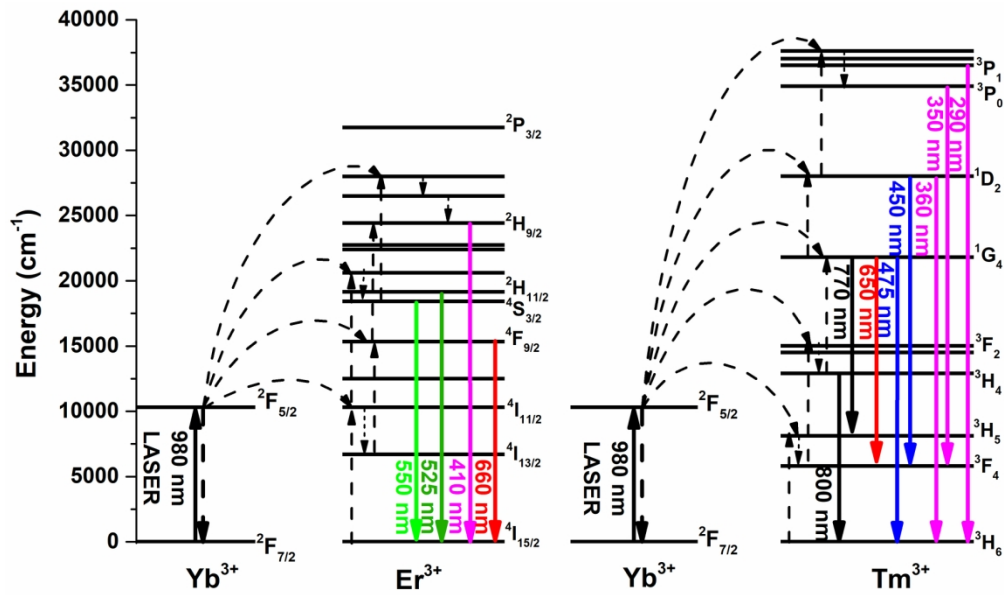 40000
35000
30000
25000
20000
15000
10000
5000
0
Energy (cm⁻¹)
²F₅/₂
980 nm
LASER
²F₇/₂
Yb³⁺
²P₃/₂
²H₉/₂
²H₁₁/₂
⁴S₃/₂
⁴F₉/₂
⁴I₁₁/₂
⁴I₁₃/₂
⁴I₁₅/₂
550 nm
525 nm
410 nm
660 nm
Er³⁺
²F₅/₂
980 nm
LASER
²F₇/₂
Yb³⁺
³P₁
³P₀
¹D₂
¹G₄
³F₂
³H₄
³H₅
³F₄
³H₆
290 nm
350 nm
360 nm
450 nm
475 nm
650 nm
770 nm
800 nm
Tm³⁺